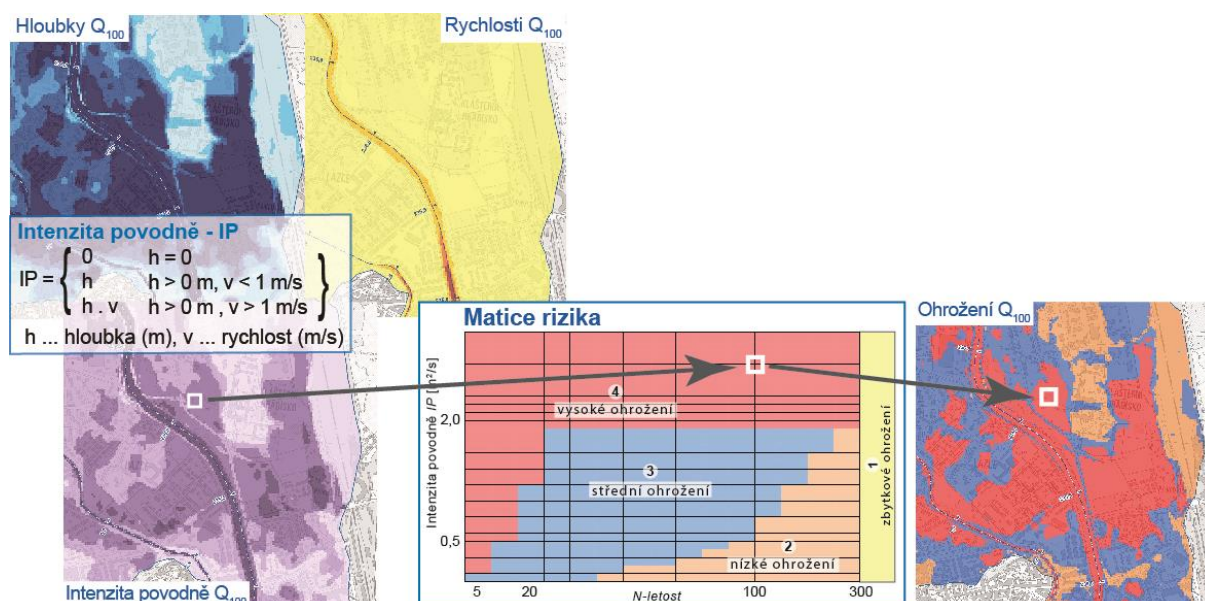 Hloubky Q100
Rychlosti Q100
Intenzita povodně - IP
0 h = 0
IP = { h h > 0 m, v < 1 m/s }
h . v h > 0 m , v > 1 m/s
h ... hloubka (m), v ... rychlost (m/s)
Matice rizika
Ohrožení Q100
Intenzita povodně IP [m²/s]
2,0
0,5
4
vysoké ohrožení
3
střední ohrožení
2
nízké ohrožení
1
zbytkové ohrožení
5 20 100 300
N-letost
Intenzita povodně Q100